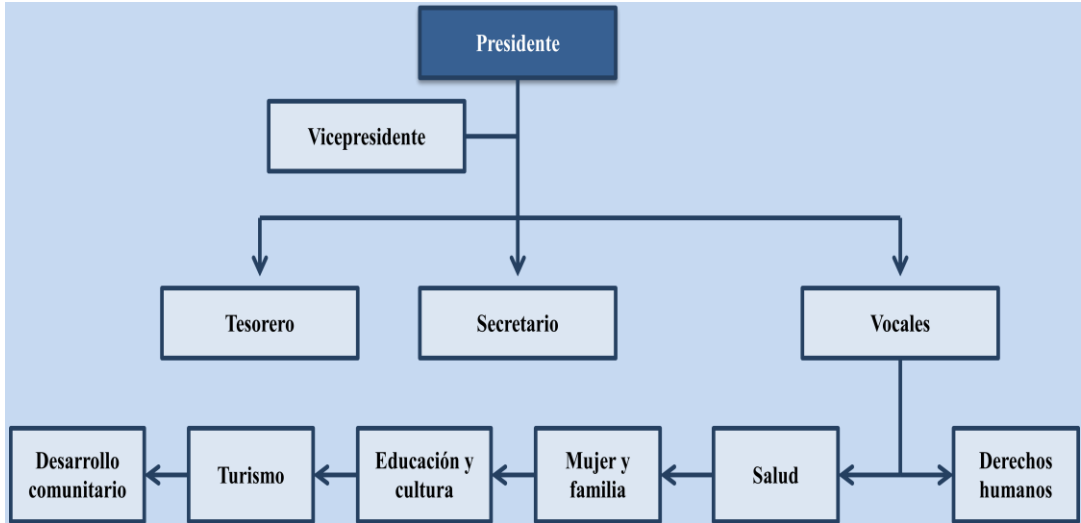 Presidente
Vicepresidente
Tesorero
Secretario
Vocales
Desarrollo
comunitario
Turismo
Educación y
cultura
Mujer y
familia
Salud
Derechos
humanos